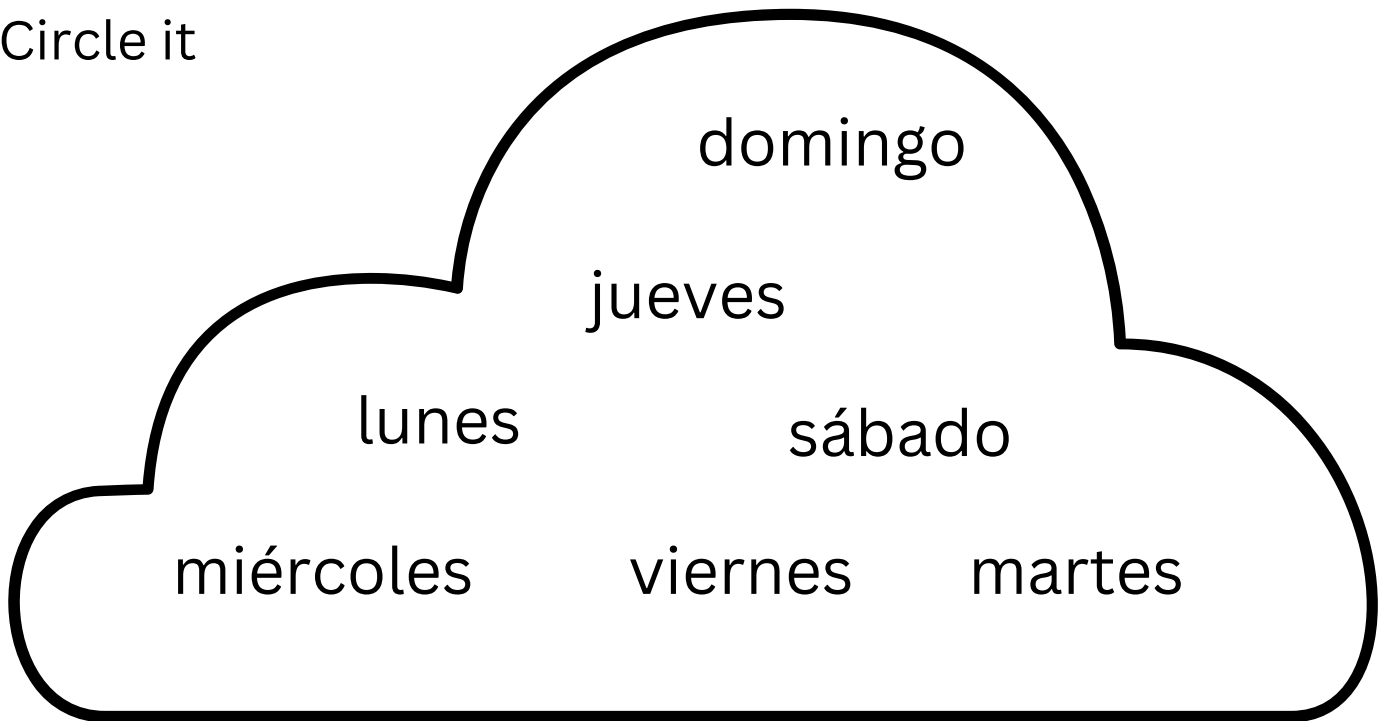 Circle it
domingo
jueves
lunes
sábado
miércoles viernes martes